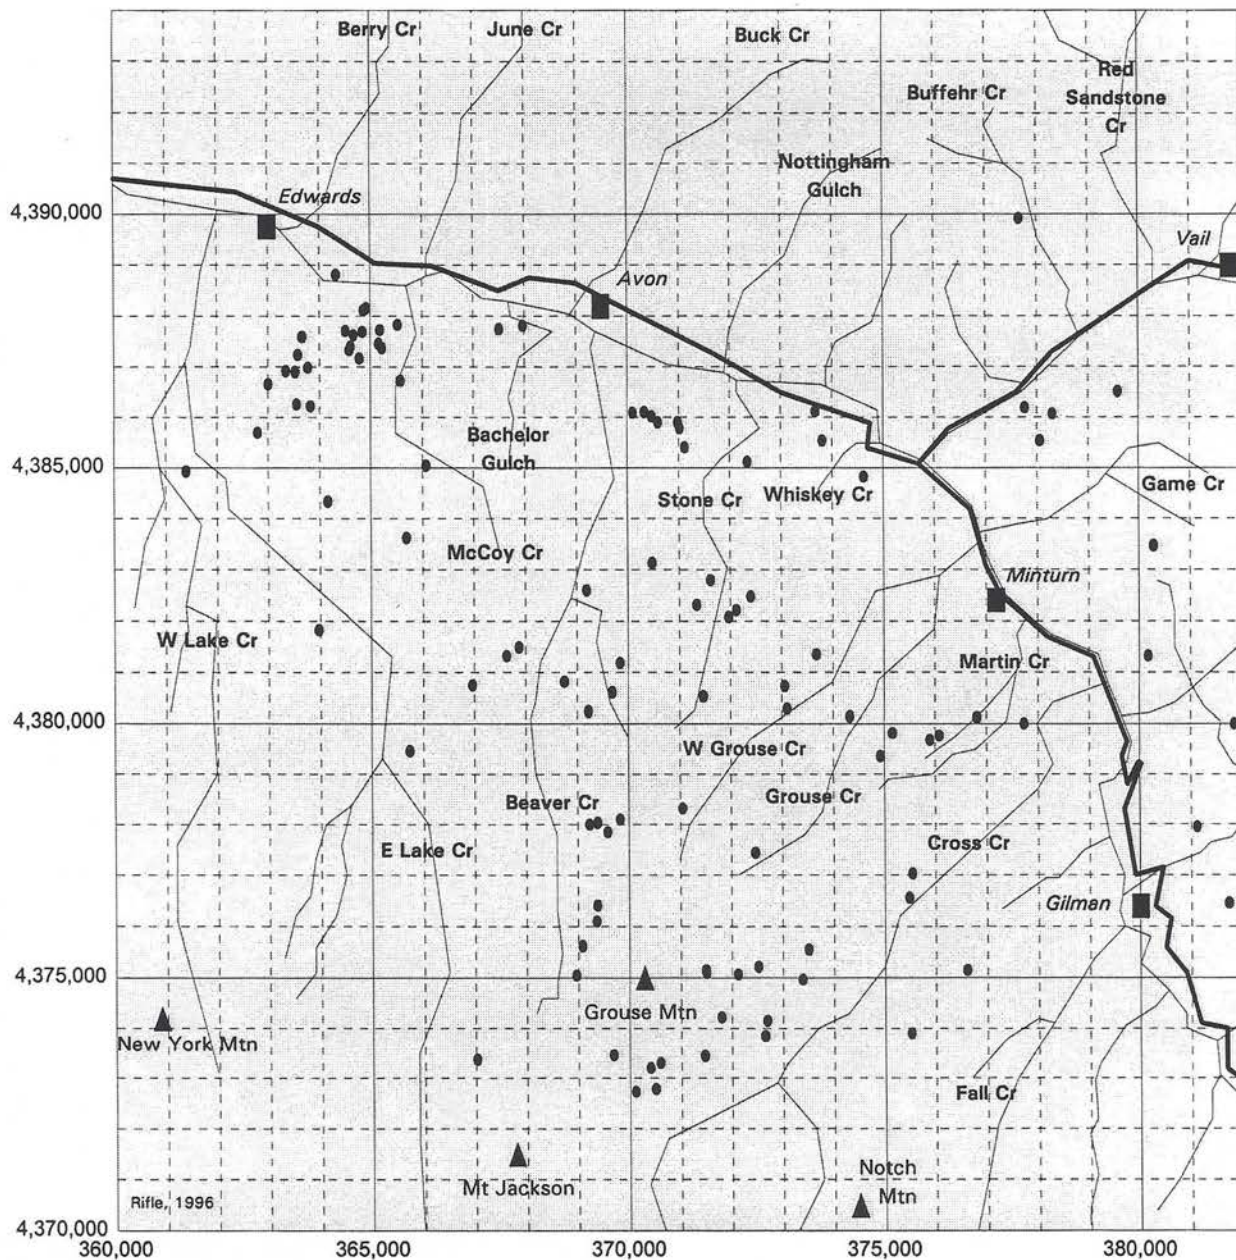 Berry Cr
June Cr
Buck Cr
Red
Sandstone
Cr
Buffehr Cr
Nottingham
Gulch
4,390,000
Edwards
Vail
Avon
Bachelor
Gulch
4,385,000
Stone Cr
Whiskey Cr
Game Cr
McCoy Cr
Minturn
W Lake Cr
Martin Cr
4,380,000
W Grouse Cr
Beaver Cr
Grouse Cr
E Lake Cr
Cross Cr
Gilman
4,375,000
Grouse Mtn
New York Mtn
Fall Cr
Mt Jackson
Notch
Mtn
Rifle, 1996
4,370,000
360,000
365,000
370,000
375,000
380,000